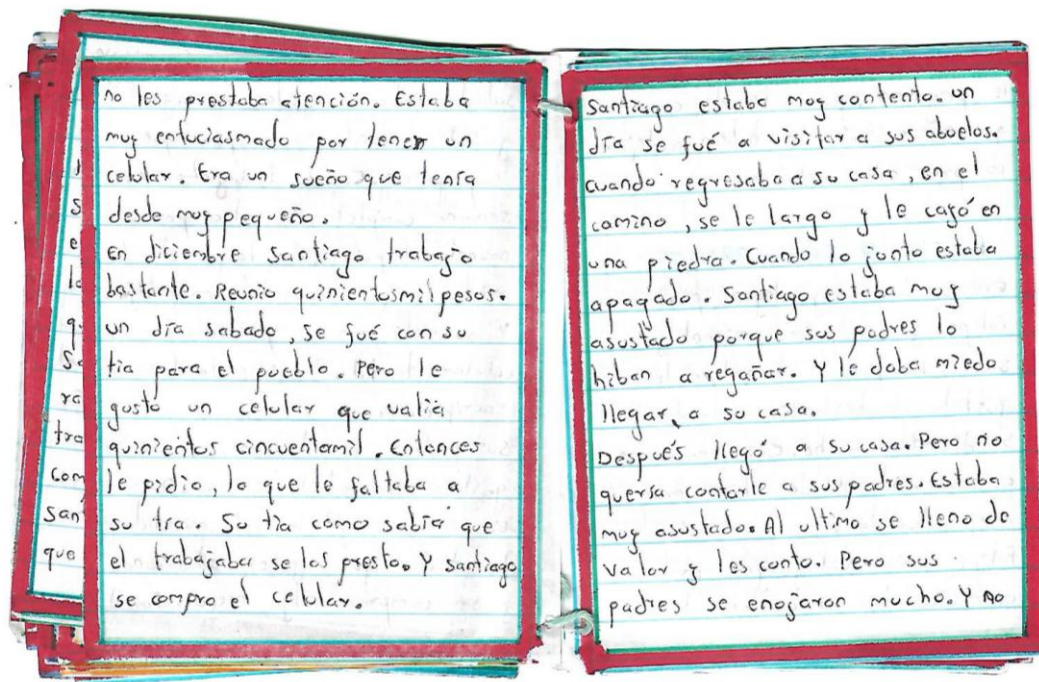 no les prestaba atención. Estaba
muy entuciasmado por tener un
celular. Era un sueño que tenía
desde muy pequeño.
En diciembre Santiago trabajo
bastante. Reunio quinientosmil pesos.
un día sabado, se fué con su
tia para el pueblo. Pero le
gusto un celular que valia
quinientos cincuentamil. Entonces
le pidio, lo que le faltaba a
su tía. Su tía como sabía que
el trabajaba se los presto. Y santiago
se compro el celular.
Santiago estaba muy contento. un
día se fué a visitar a sus abuelos.
cuando regresaba a su casa, en el
camino, se le largo y le cayó en
una piedra. Cuando lo junto estaba
apagado. Santiago estaba muy
asustado porque sus padres lo
hiban a regañar. Y le daba miedo
llegar a su casa.
Después llegó a su casa. Pero no
quería contarle a sus padres. Estaba
muy asustado. Al ultimo se lleno de
valor y les conto. Pero sus
padres se enojaron mucho. Y no